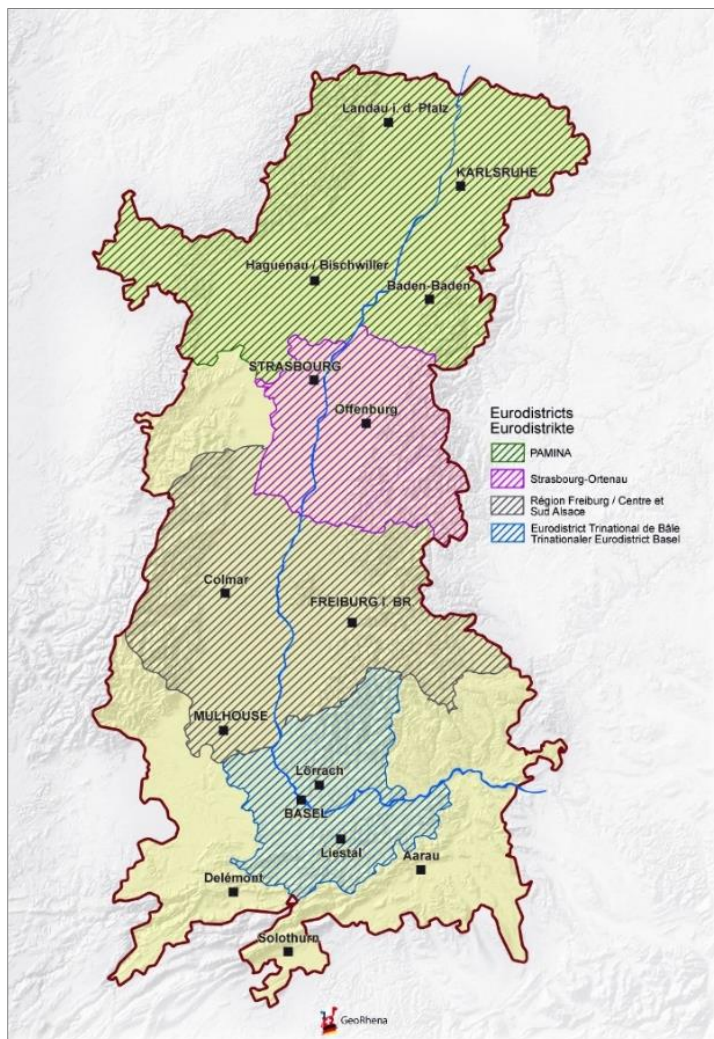 Landau i. d. Pfalz
KARLSRUHE
Haguenau / Bischwiller
Baden-Baden
STRASBOURG
Offenburg
Eurodistricts
Eurodistrikte
PAMINA
Strasbourg-Ortenau
Région Freiburg / Centre et
Sud Alsace
Eurodistrict Trinational de Bâle
Trinationaler Eurodistrict Basel
Colmar
FREIBURG i. BR
MULHOUSE
Lörrach
BASEL
Liestal
Aarau
Delémont
Solothurn
GeoRhena